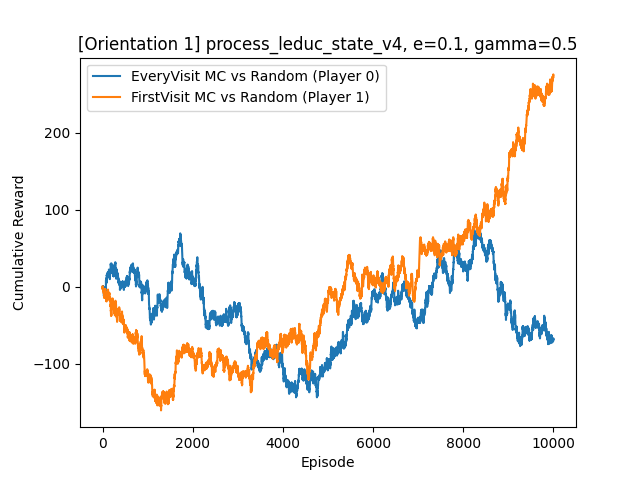 [Orientation 1] process_leduc_state_v4, e=0.1, gamma=0.5
EveryVisit MC vs Random (Player 0)
FirstVisit MC vs Random (Player 1)
200
100
0
−100
Cumulative Reward
0 2000 4000 6000 8000 10000
Episode